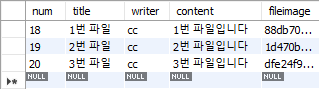 num title writer content fileimage
18 1번 파일 cc 1번 파일입니다 88db70...
19 2번 파일 cc 2번 파일입니다 1d470b...
20 3번 파일 cc 3번 파일입니다 dfe24f9...
NULL NULL NULL NULL NULL